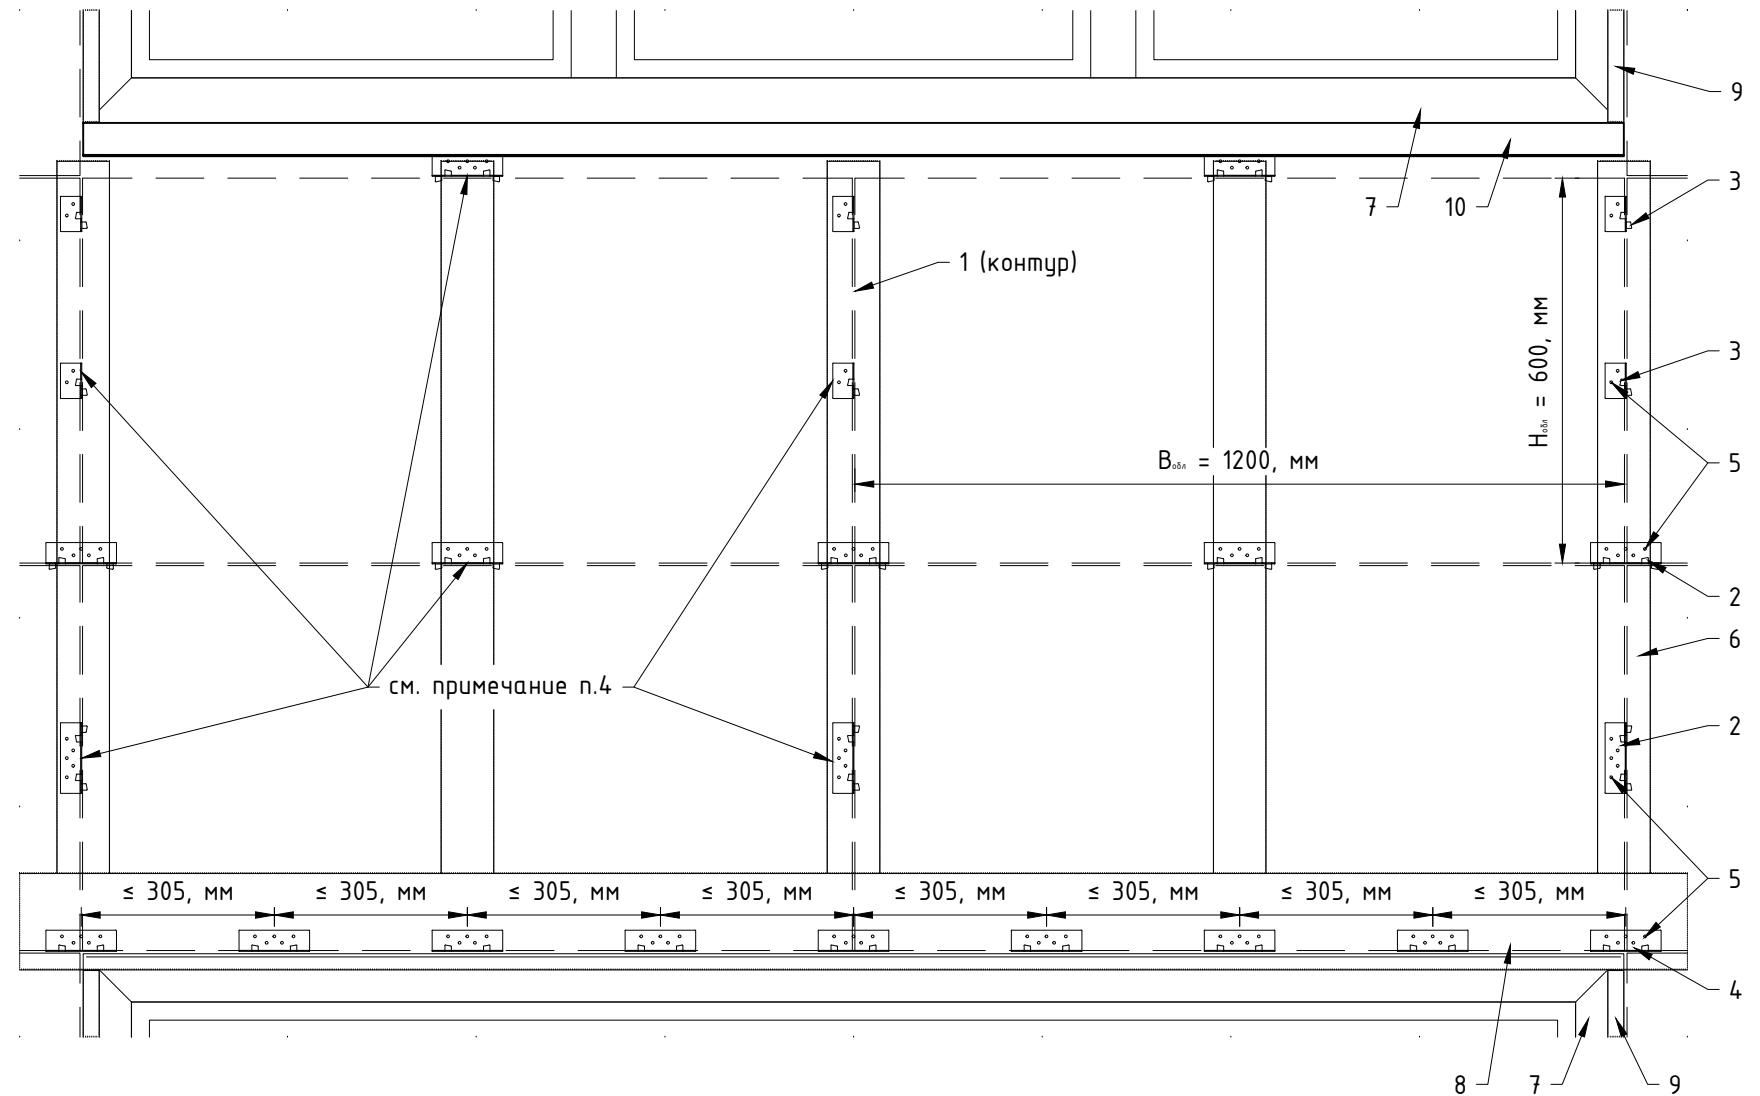 9
3
7
10
1 (контур)
Hобл = 600, мм
3
Bобл = 1200, мм
5
2
6
см. примечание п.4
2
≤ 305, мм
≤ 305, мм
≤ 305, мм
≤ 305, мм
≤ 305, мм
≤ 305, мм
≤ 305, мм
≤ 305, мм
5
4
8
7
9